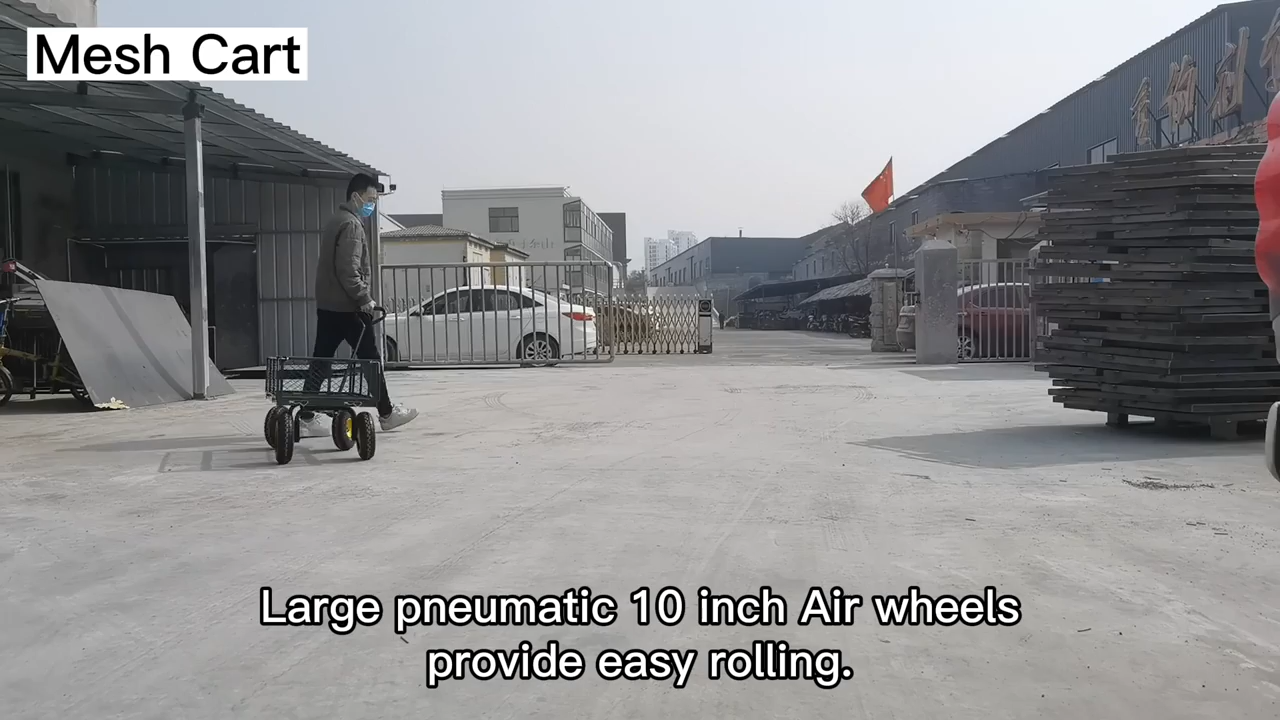 Mesh Cart
Large pneumatic 10 inch Air wheels
provide easy rolling.